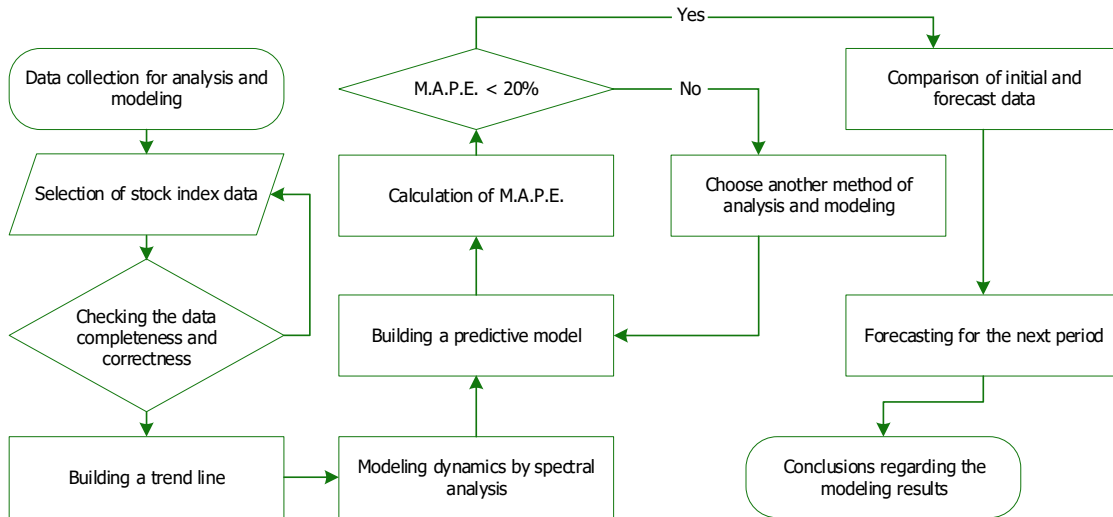 Data collection for analysis and
modeling
Selection of stock index data
Checking the data
completeness and
correctness
Building a trend line
Modeling dynamics by spectral
analysis
Building a predictive model
Calculation of M.A.P.E.
M.A.P.E. < 20%
Yes
No
Choose another method of
analysis and modeling
Comparison of initial and
forecast data
Forecasting for the next period
Conclusions regarding the
modeling results